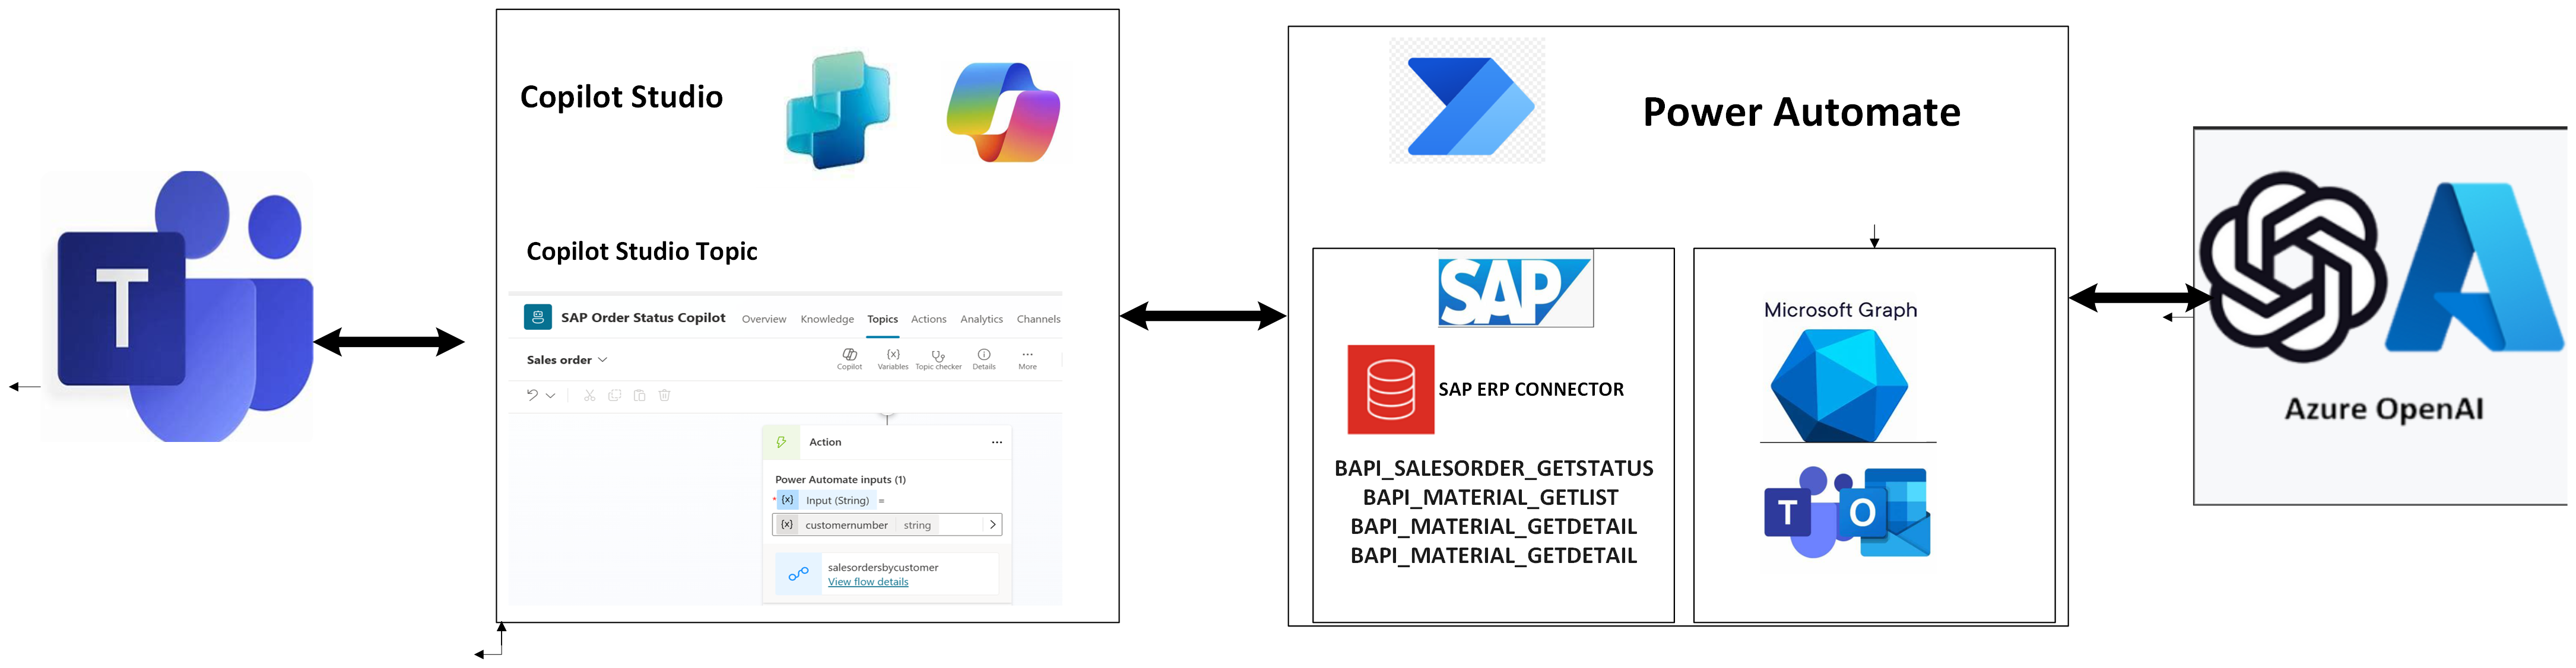 T
Copilot Studio
Copilot Studio Topic
SAP Order Status Copilot Overview Knowledge Topics Actions Analytics Channels
Sales order
{x}
Copilot Variables Topic checker Details More
Action
Power Automate inputs (1)
* {x} Input (String) =
{x} customernumber string
salesordersbycustomer
View flow details
Power Automate
SAP
SAP ERP CONNECTOR
BAPI_SALESORDER_GETSTATUS
BAPI_MATERIAL_GETLIST
BAPI_MATERIAL_GETDETAIL
BAPI_MATERIAL_GETDETAIL
Microsoft Graph
T O
Azure OpenAI